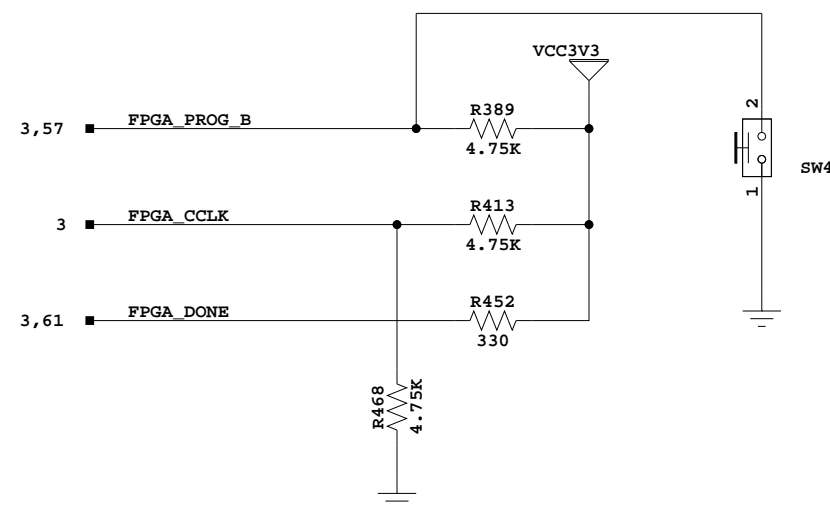 VCC3V3
3,57
FPGA_PROG_B
R389
4.75K
2
1
SW4
3
FPGA_CCLK
R413
4.75K
3,61
FPGA_DONE
R452
330
R468
4.75K